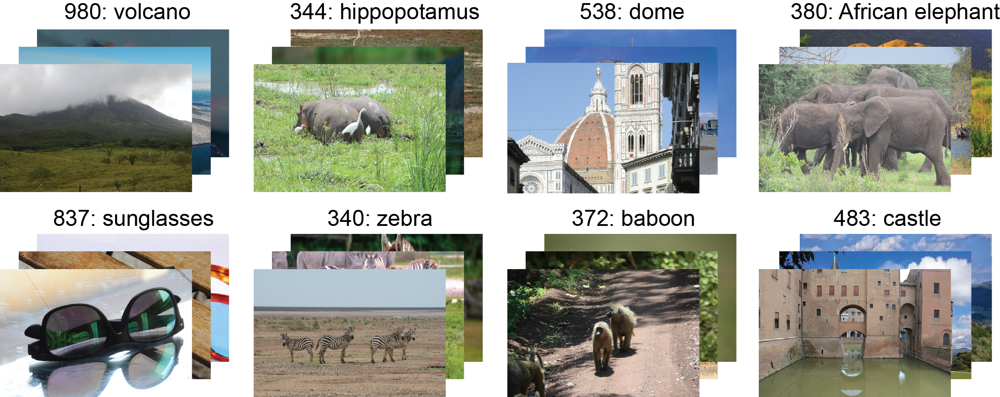 980: volcano
344: hippopotamus
538: dome
380: African elephant
837: sunglasses
340: zebra
372: baboon
483: castle